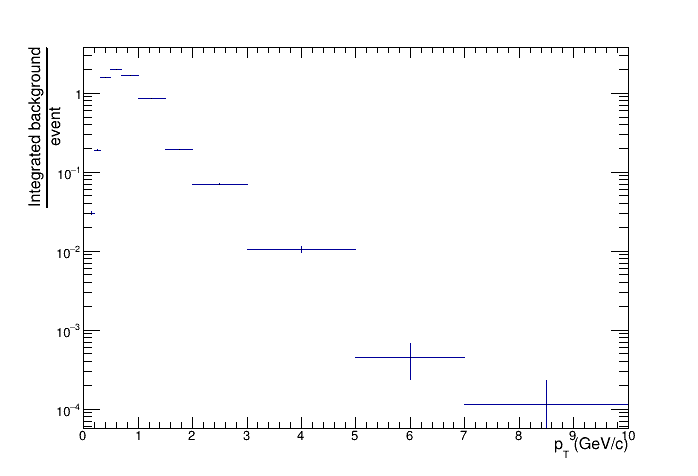 Integrated background
event
1
10⁻¹
10⁻²
10⁻³
10⁻⁴
0 1 2 3 4 5 6 7 8 9 10
p_T (GeV/c)